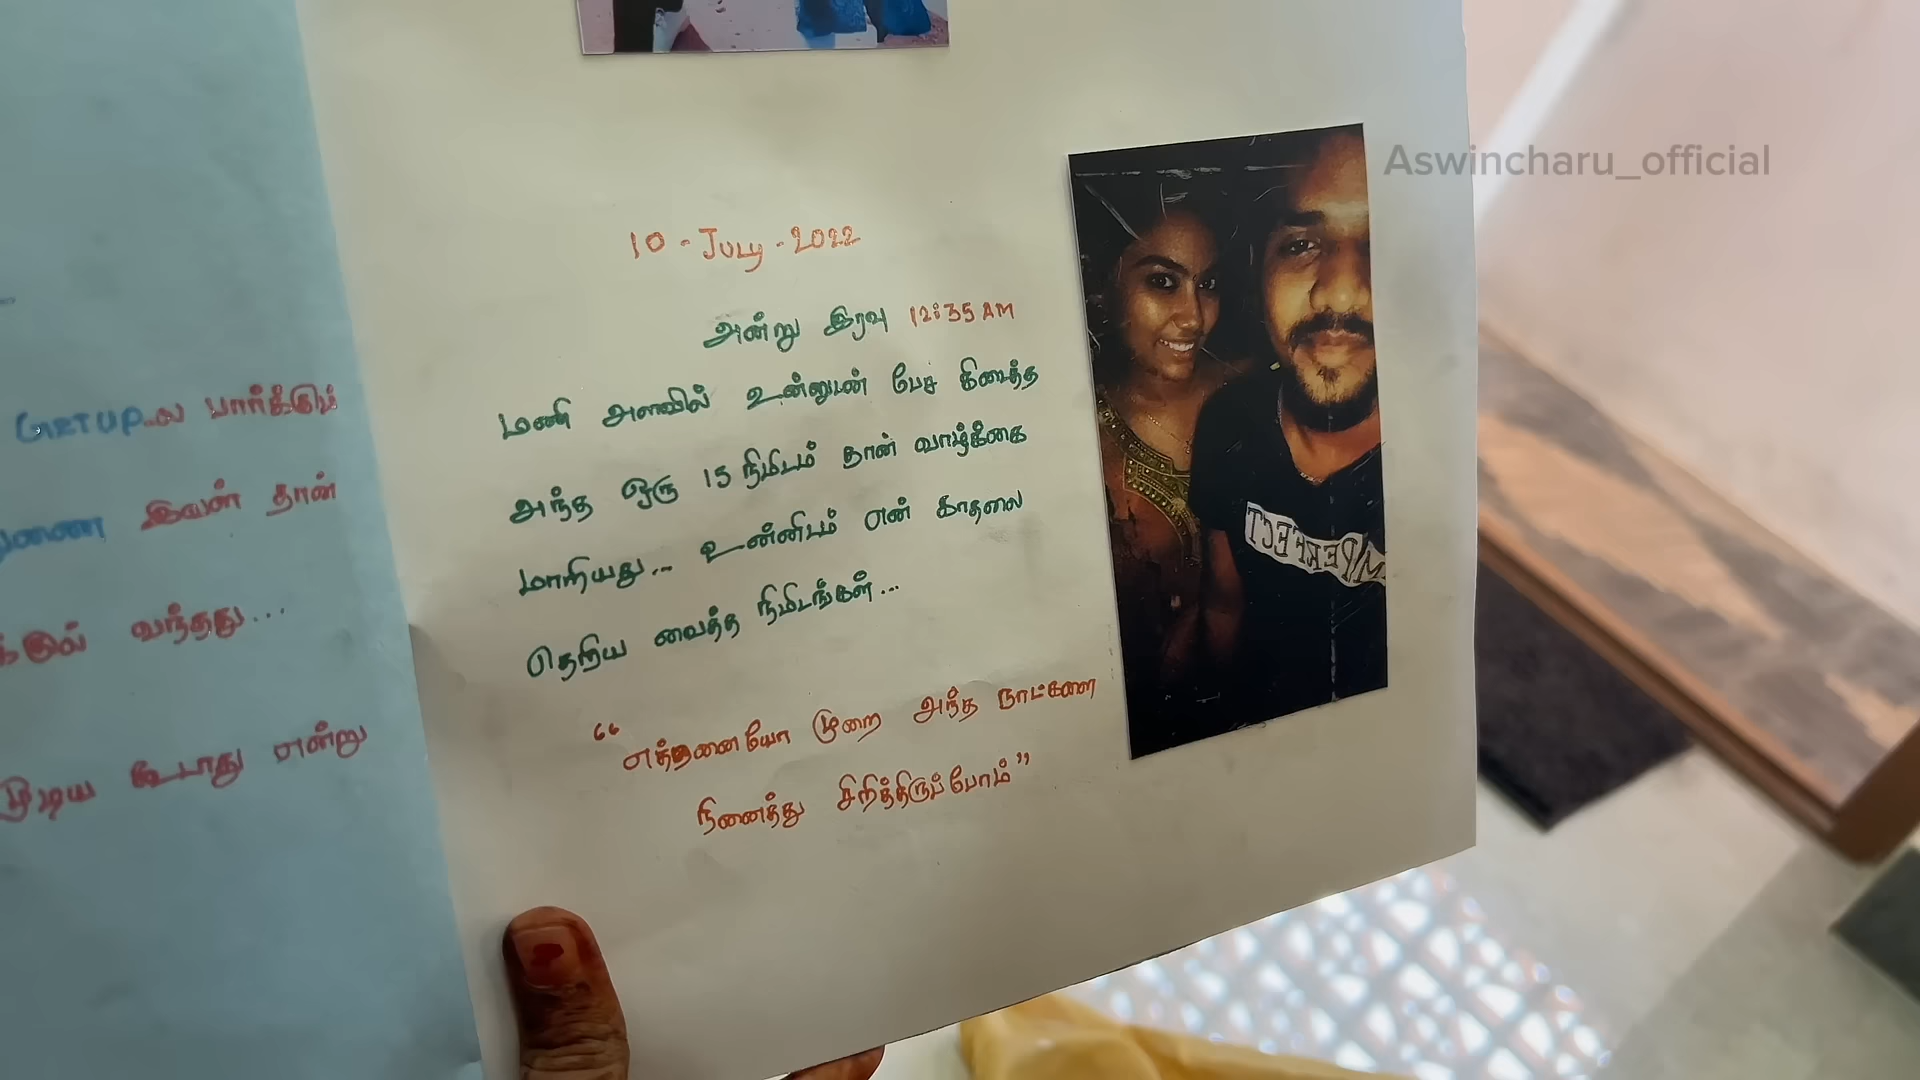 Aswincharu_official
GETUP-ல பார்க்கும்
இவன் தான்
வந்தது...
முடிய கூடாது என்று
10 - July - 2022
அன்று இரவு 12:35 AM
மணி அளவில் உன்னுடன் பேச கிடைத்த
அந்த ஒரு 15 நிமிடம் தான் வாழ்க்கை
மாறியது... உன்னிடம் என் காதலை
தெரிய வைத்த நிமிடங்கள்...
"எத்தனையோ முறை அந்த நாட்களை
நினைத்து சிரித்திருப்போம்"